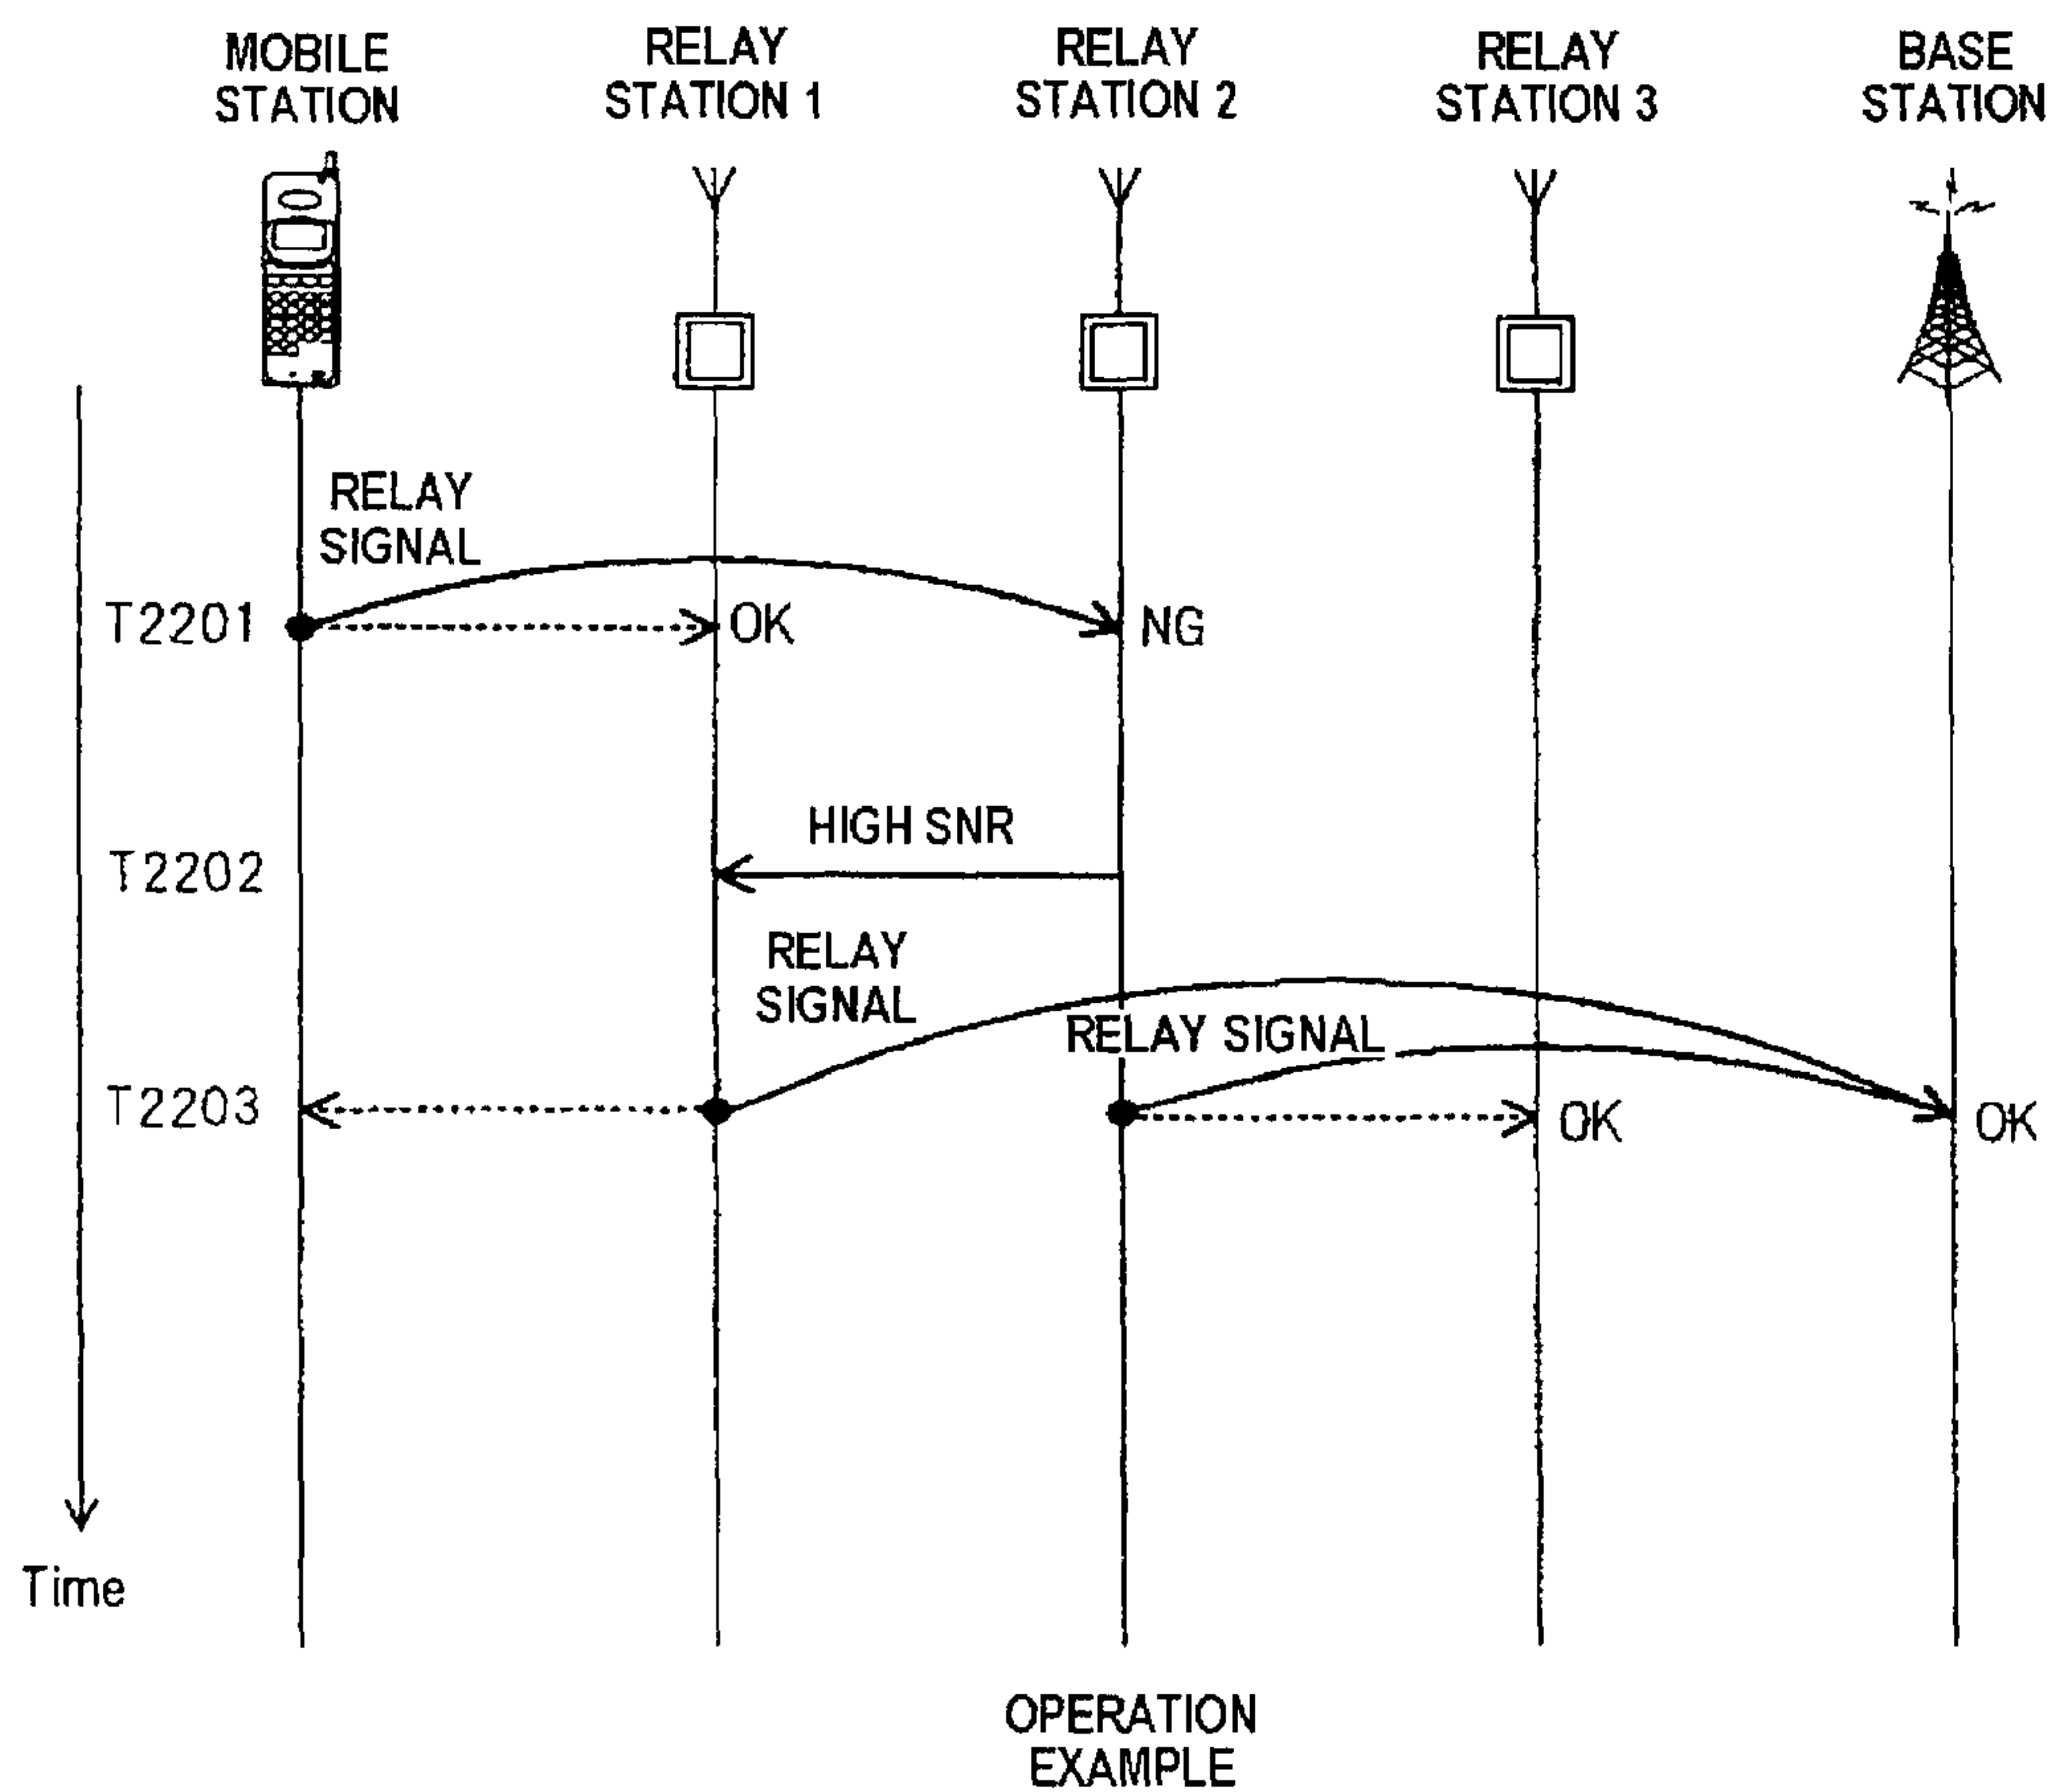 MOBILE
STATION
RELAY
STATION 1
RELAY
STATION 2
RELAY
STATION 3
BASE
STATION
RELAY
SIGNAL
T2201
OK
NG
HIGH SNR
T2202
RELAY
SIGNAL
RELAY SIGNAL
T2203
OK
OK
Time
OPERATION
EXAMPLE